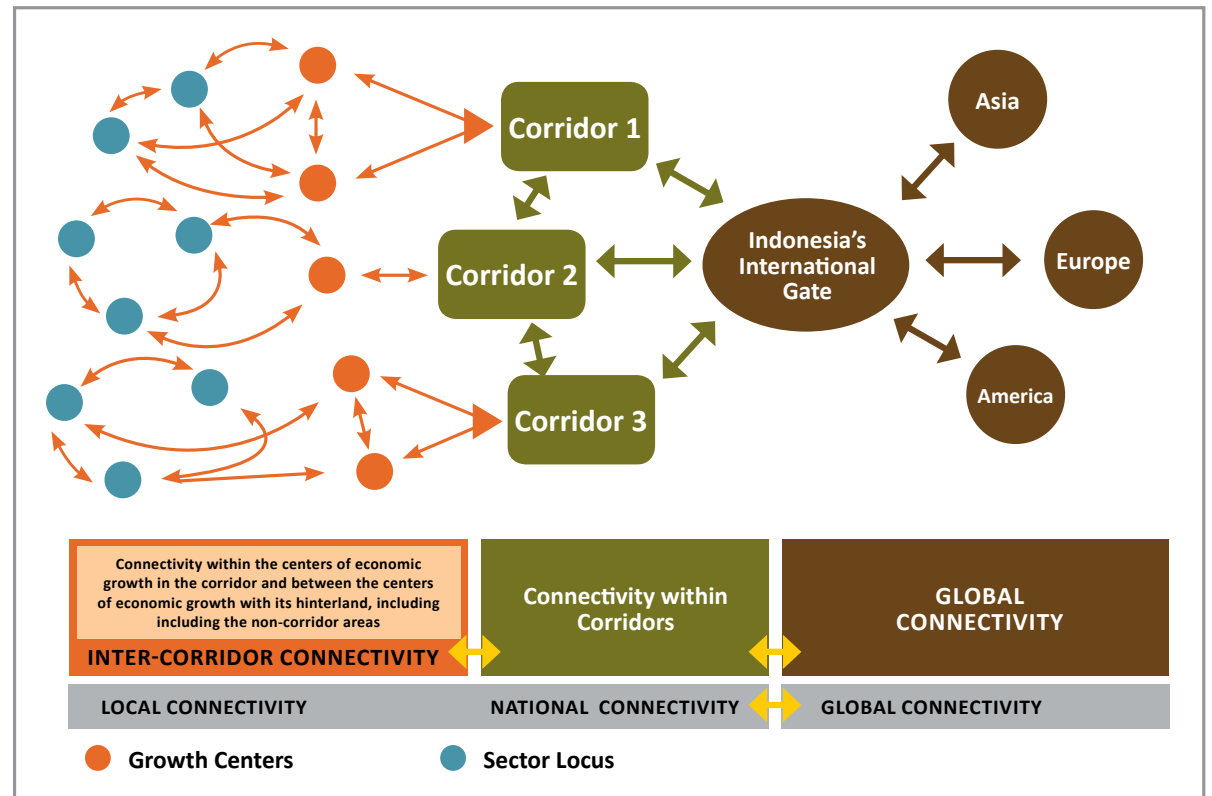 Corridor 1
Corridor 2
Corridor 3
Indonesia's
International
Gate
Asia
Europe
America
Connectivity within the centers of economic
growth in the corridor and between the centers
of economic growth with its hinterland, including
including the non-corridor areas
INTER-CORRIDOR CONNECTIVITY
Connectivity within
Corridors
GLOBAL
CONNECTIVITY
LOCAL CONNECTIVITY
NATIONAL CONNECTIVITY
GLOBAL CONNECTIVITY
Growth Centers
Sector Locus